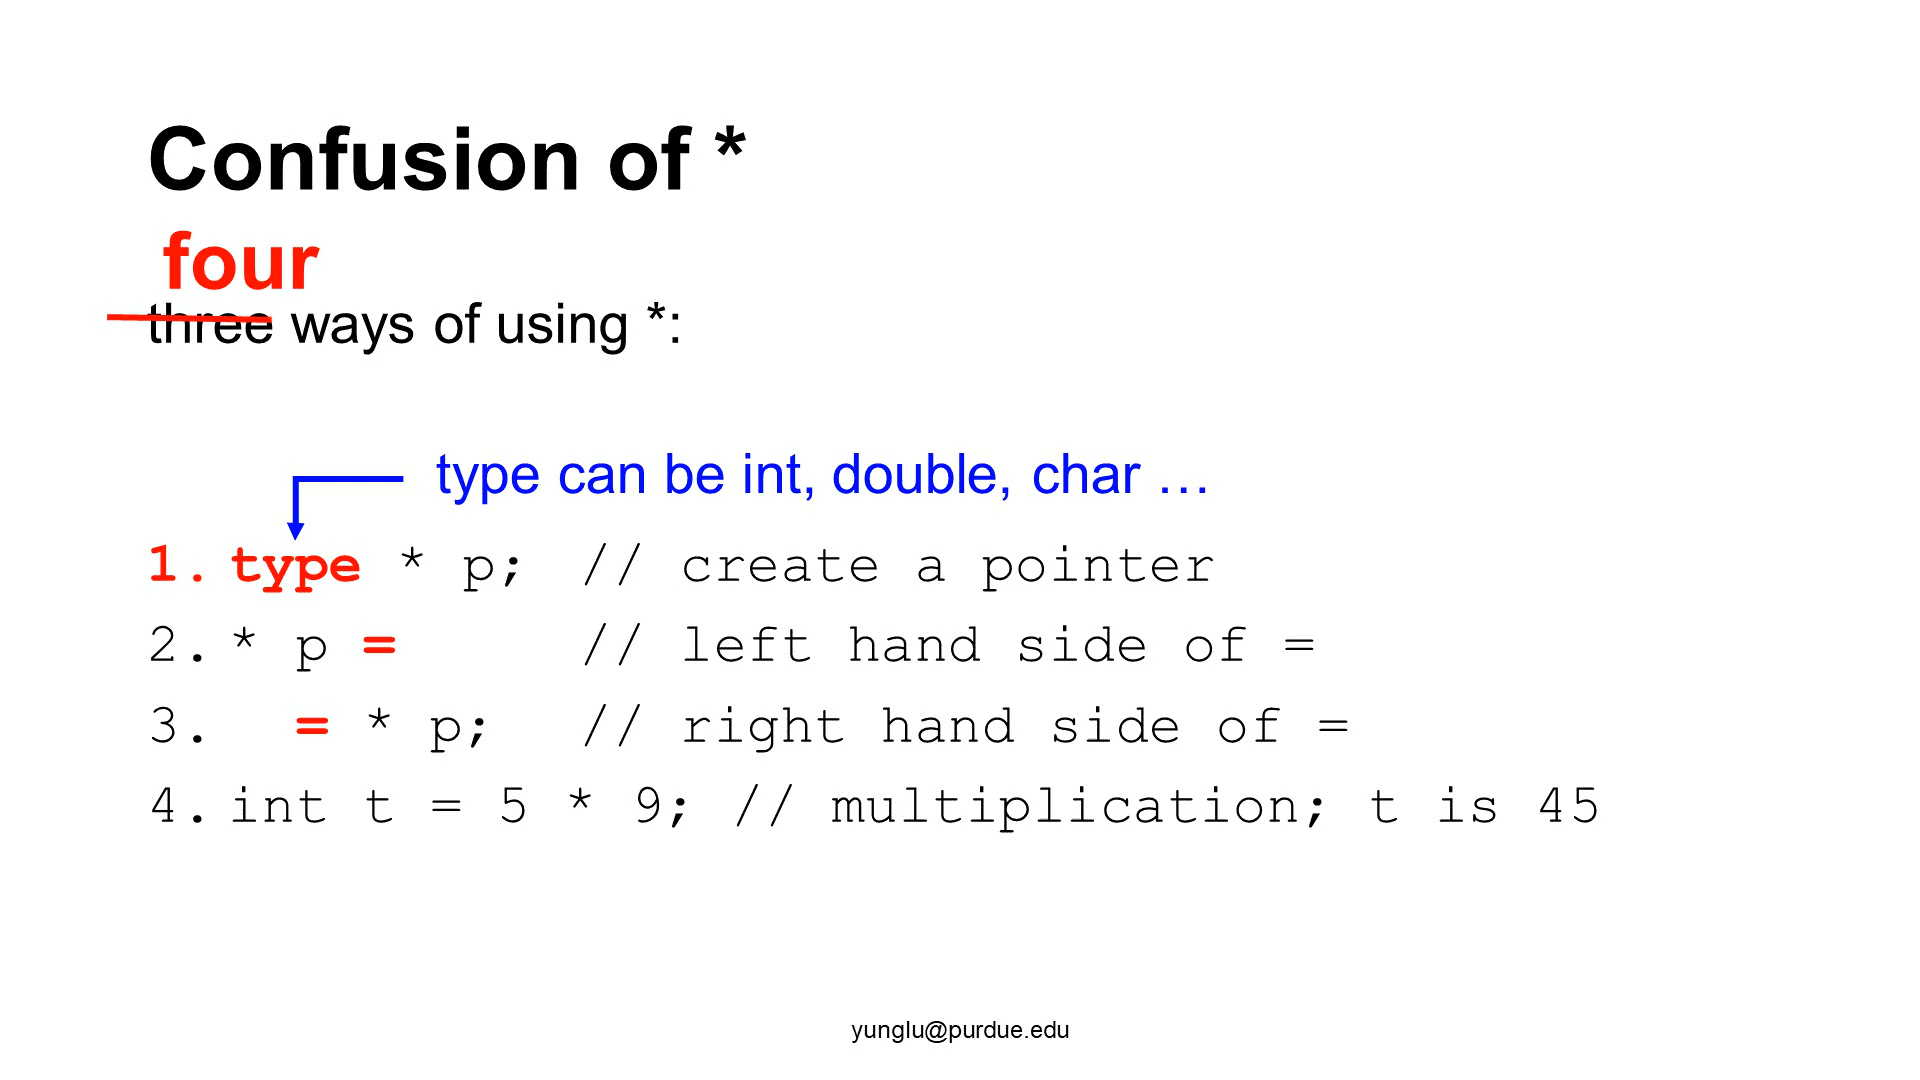 Confusion of *
four
three ways of using *:
type can be int, double, char …
1. type * p; // create a pointer
2. * p = // left hand side of =
3. = * p; // right hand side of =
4. int t = 5 * 9; // multiplication; t is 45
yunglu@purdue.edu